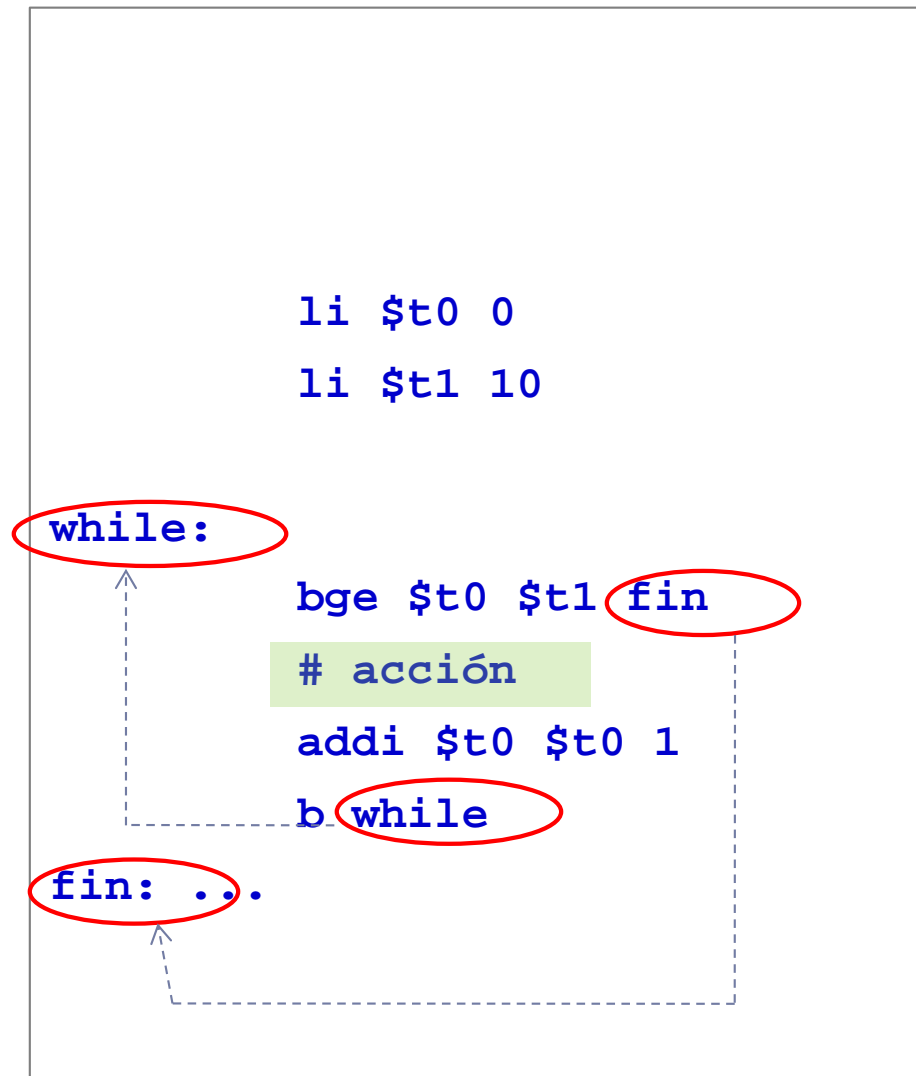 li $t0 0
li $t1 10
while:
bge $t0 $t1 fin
# acción
addi $t0 $t0 1
b while
fin: ...